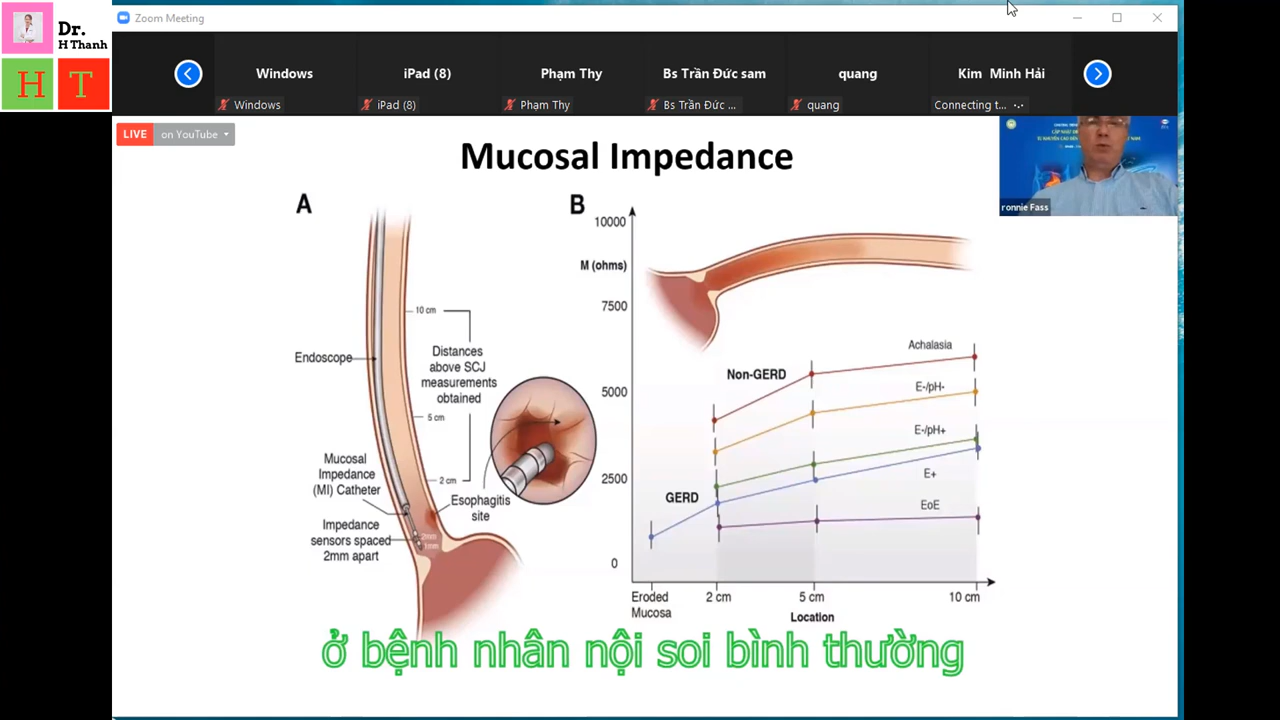 Dr.
H Thanh
H T
Zoom Meeting
Windows
iPad (8)
Phạm Thy
Bs Trần Đức sam
quang
Kim Minh Hải
Windows
iPad (8)
Phạm Thy
Bs Trần Đức ...
quang
Connecting t...
LIVE
on YouTube
ronnie Fass
Mucosal Impedance
A
10 cm
Endoscope
Distances
above SCJ
measurements
obtained
5 cm
Mucosal
Impedance
(MI) Catheter
2 cm
Esophagitis
site
Impedance
sensors spaced
2mm apart
2mm
1mm
B
10000
M (ohms)
7500
5000
2500
0
Non-GERD
GERD
Achalasia
E-/pH-
E-/pH+
E+
EoE
Eroded
Mucosa
2 cm
5 cm
10 cm
Location
ở bệnh nhân nội soi bình thường